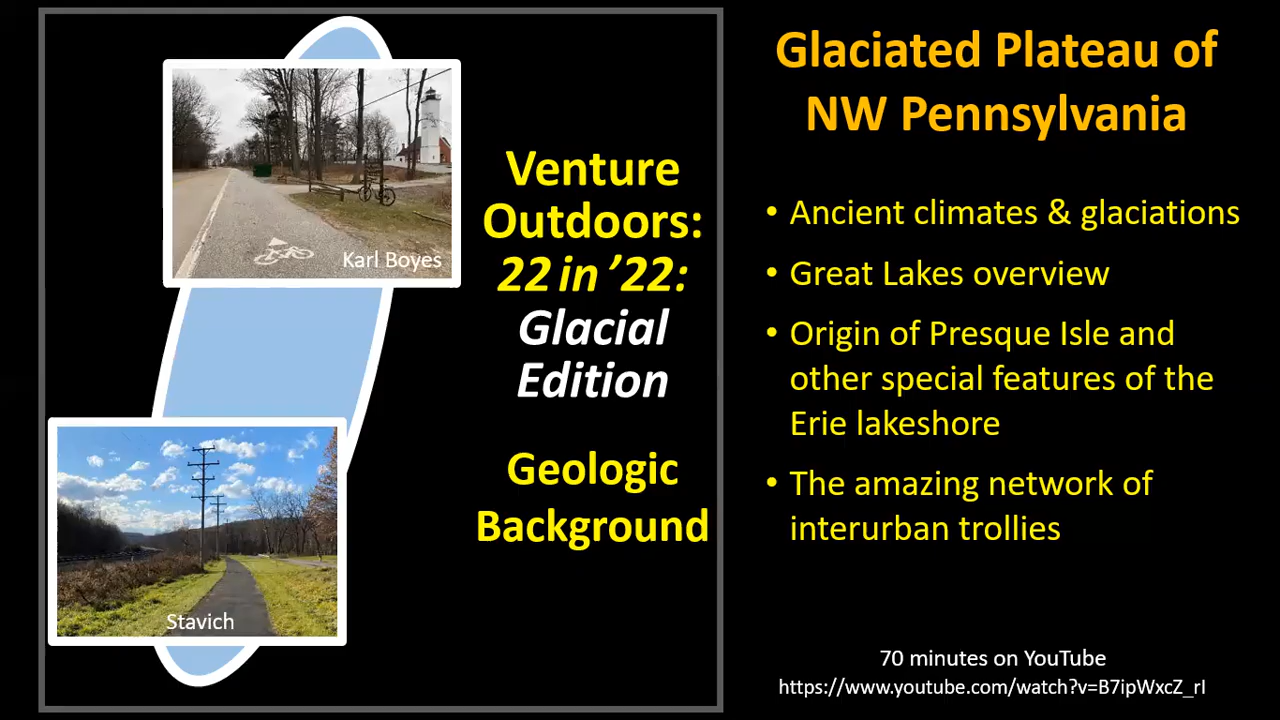 Karl Boyes
Stavich
Venture
Outdoors:
22 in ’22:
Glacial
Edition
Geologic
Background
Glaciated Plateau of
NW Pennsylvania
• Ancient climates & glaciations
• Great Lakes overview
• Origin of Presque Isle and
other special features of the
Erie lakeshore
• The amazing network of
interurban trollies
70 minutes on YouTube
https://www.youtube.com/watch?v=B7ipWxcZ_rI